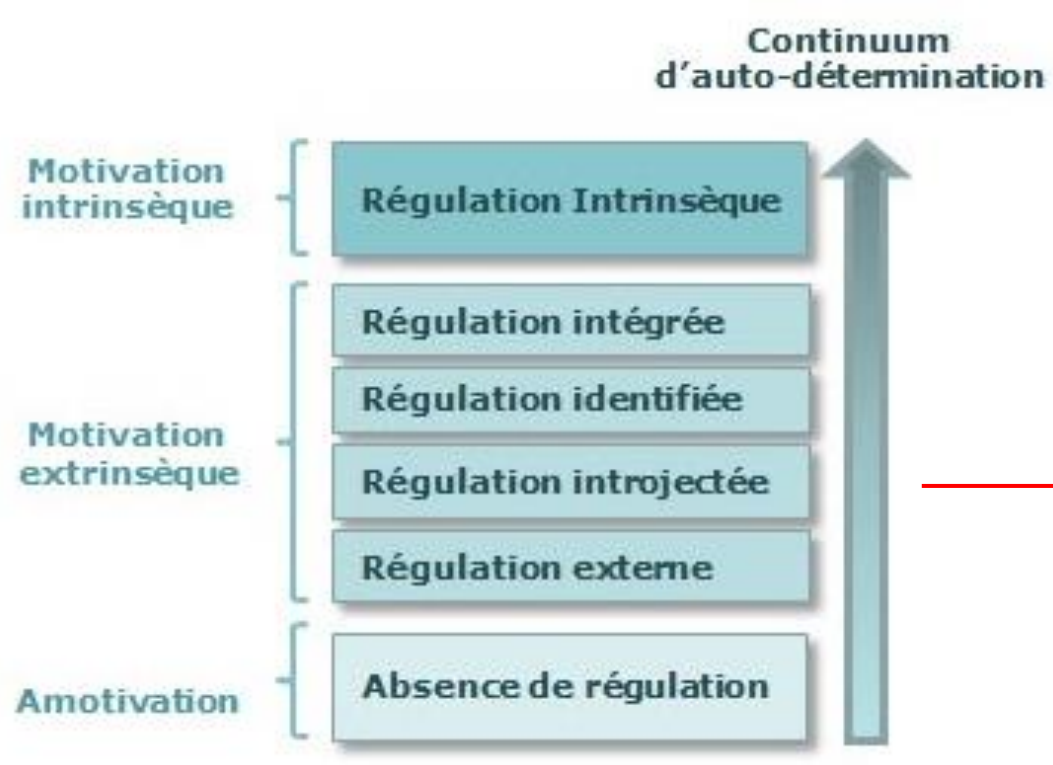 Continuum
d'auto-détermination
Motivation
intrinsèque
Régulation Intrinsèque
Motivation
extrinsèque
Régulation intégrée
Régulation identifiée
Régulation introjectée
Régulation externe
Amotivation
Absence de régulation